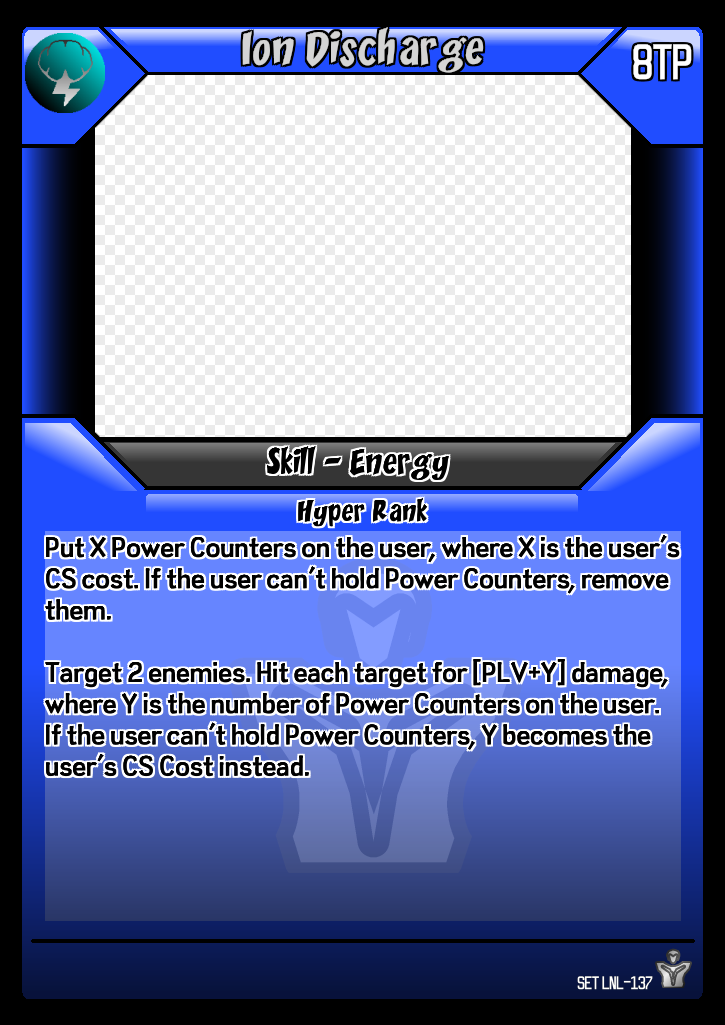 Ion Discharge
8TP
Skill - Energy
Hyper Rank
Put X Power Counters on the user, where X is the user's
CS cost. If the user can't hold Power Counters, remove
them.
Target 2 enemies. Hit each target for [PLV+Y] damage,
where Y is the number of Power Counters on the user.
If the user can't hold Power Counters, Y becomes the
user's CS Cost instead.
SET LNL-137